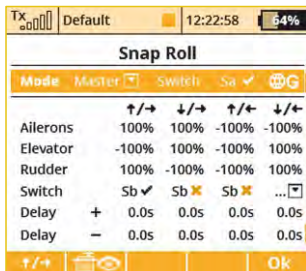 Tx Default 12:22:58 64%
Snap Roll
Mode Master Switch Sa ✔ G
↑/→ ↓/→ ↑/← ↓/←
Ailerons 100% 100% -100% -100%
Elevator -100% 100% -100% 100%
Rudder 100% -100% -100% 100%
Switch Sb ✔ Sb ✖ Sb ✖ ...
Delay + 0.0s 0.0s 0.0s 0.0s
Delay − 0.0s 0.0s 0.0s 0.0s
↑/→ Ok